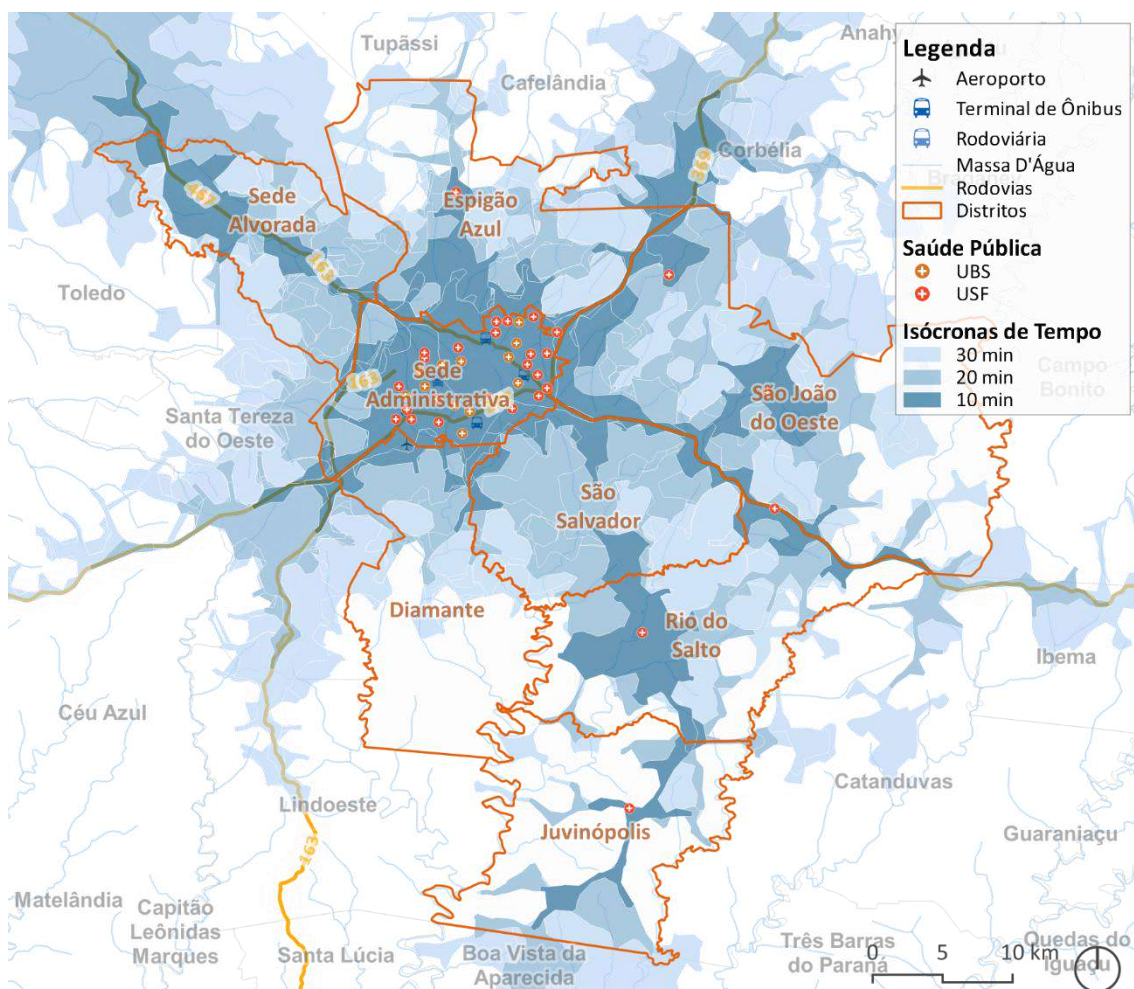 Tupãssi
Anahy
Cafelândia
Corbélia
369
467
Sede
Alvorada
Espigão
Azul
163
Toledo
163
Sede
Administrativa
Santa Tereza
do Oeste
São João
do Oeste
Campo
Bonito
São
Salvador
Diamante
Rio do
Salto
Ibema
Céu Azul
Lindoeste
Catanduvas
163
Juvinópolis
Guaraniaçu
Matelândia
Capitão
Leônidas
Marques
Santa Lúcia
Boa Vista da
Aparecida
Três Barras
do Paraná
Quedas do
Iguaçu
0 5 10 km
Legenda
Aeroporto
Terminal de Ônibus
Rodoviária
Massa D'Água
Rodovias
Distritos
Saúde Pública
UBS
USF
Isócronas de Tempo
30 min
20 min
10 min